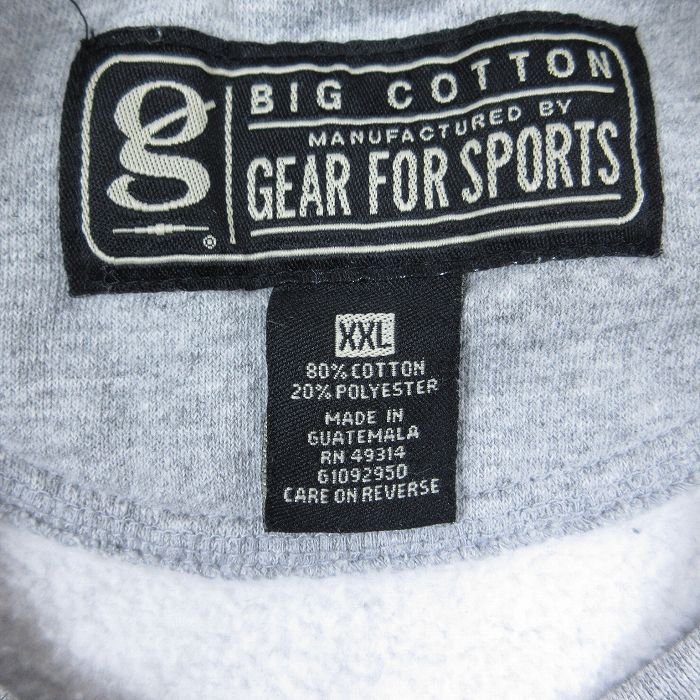 g
®
BIG COTTON
MANUFACTURED BY
GEAR FOR SPORTS
XXL
80% COTTON
20% POLYESTER
MADE IN
GUATEMALA
RN 49314
G1092950
CARE ON REVERSE